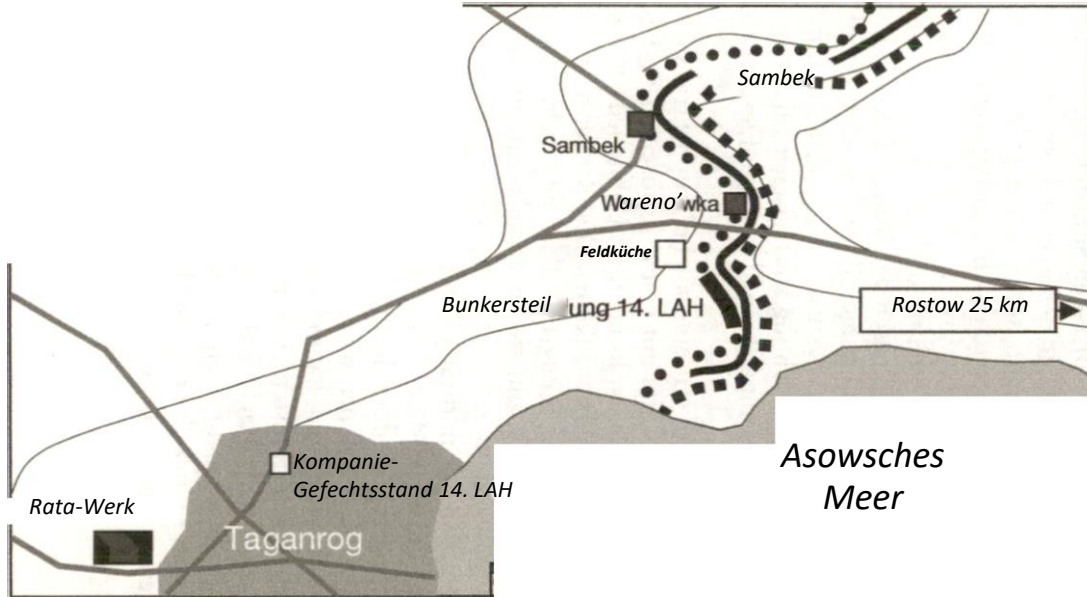 Sambek
Sambek
Wareno’wka
Feldküche
Bunkersteil ung 14. LAH
Rostow 25 km
Asowsches
Meer
Kompanie-
Gefechtsstand 14. LAH
Rata-Werk
Taganrog